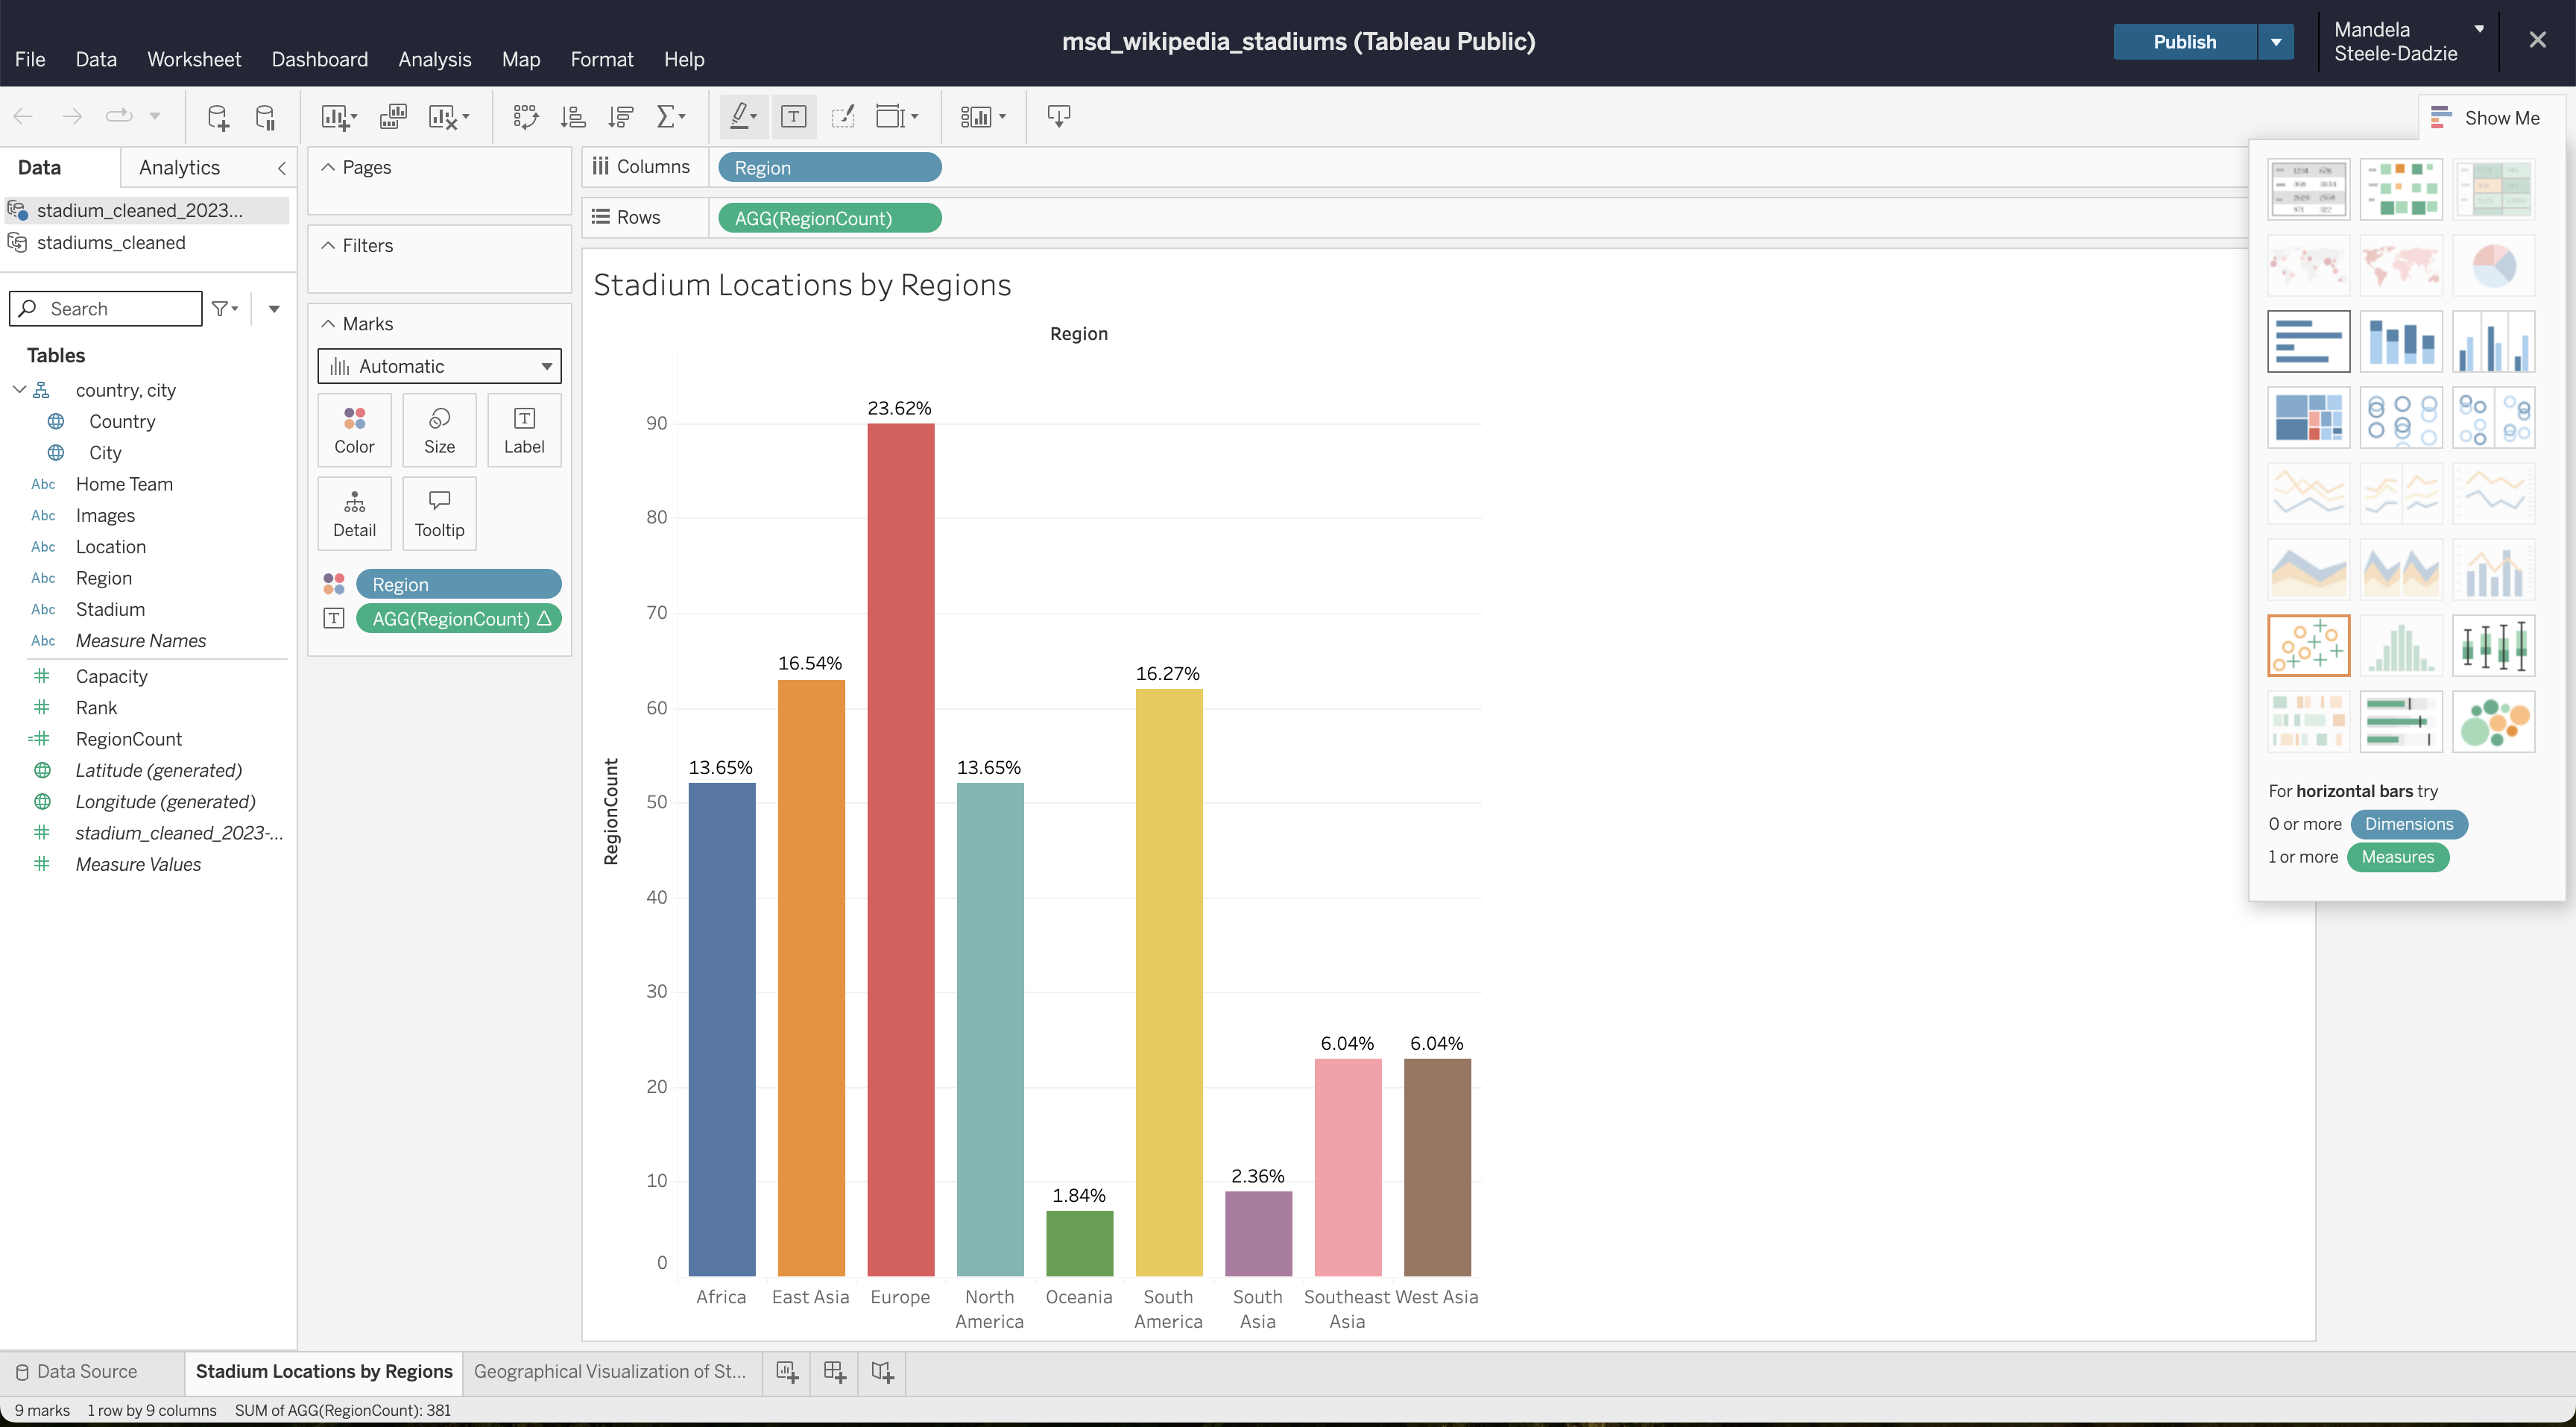 msd_wikipedia_stadiums (Tableau Public)
Publish
Mandela
Steele-Dadzie
File Data Worksheet Dashboard Analysis Map Format Help
Show Me
Data Analytics
stadium_cleaned_2023...
stadiums_cleaned
Search
Tables
country, city
Country
City
Abc Home Team
Abc Images
Abc Location
Abc Region
Abc Stadium
Abc Measure Names
Capacity
Rank
RegionCount
Latitude (generated)
Longitude (generated)
stadium_cleaned_2023-...
Measure Values
Pages
Filters
Marks
Automatic
Color Size Label
Detail Tooltip
Region
AGG(RegionCount)
Columns Region
Rows AGG(RegionCount)
Stadium Locations by Regions
Region
RegionCount
90
80
70
60
50
40
30
20
10
0
13.65%
16.54%
23.62%
13.65%
1.84%
16.27%
2.36%
6.04%
6.04%
Africa
East Asia
Europe
North
America
Oceania
South
America
South
Asia
Southeast
Asia
West Asia
For horizontal bars try
0 or more Dimensions
1 or more Measures
Data Source Stadium Locations by Regions Geographical Visualization of St...
9 marks 1 row by 9 columns SUM of AGG(RegionCount): 381